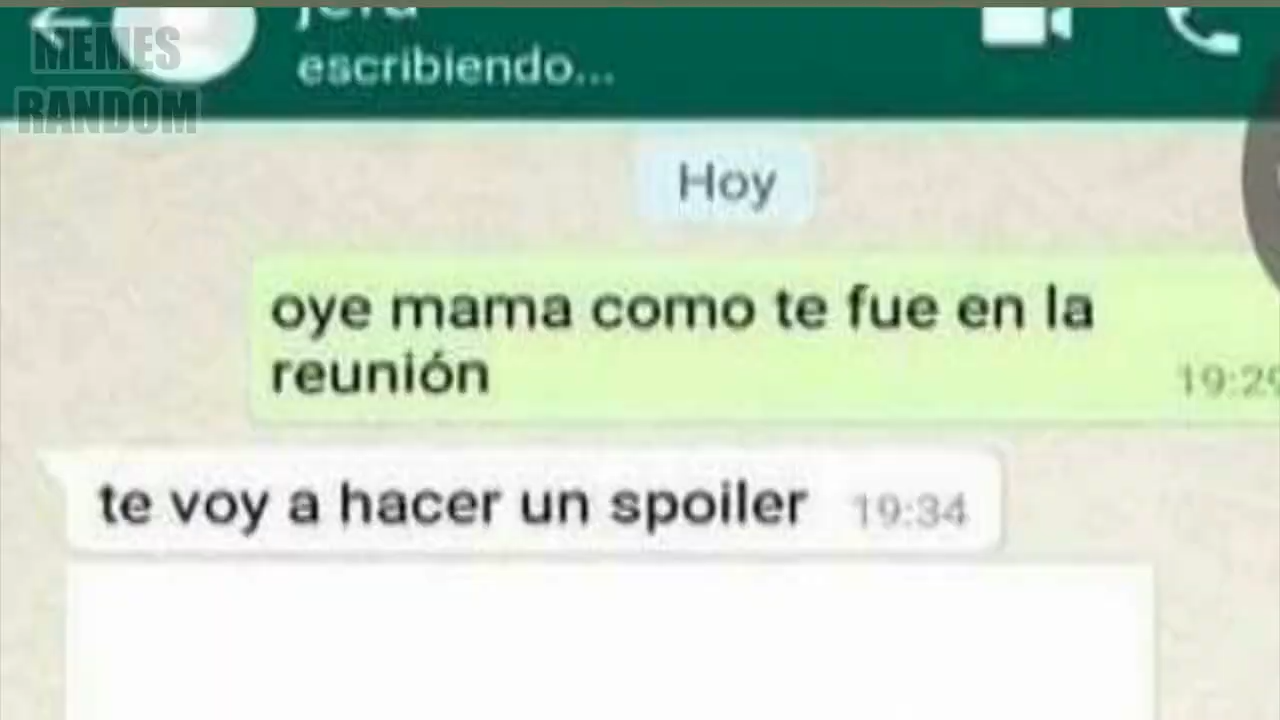 MEMES
RANDOM
escribiendo...
Hoy
oye mama como te fue en la
reunión
te voy a hacer un spoiler 19:34